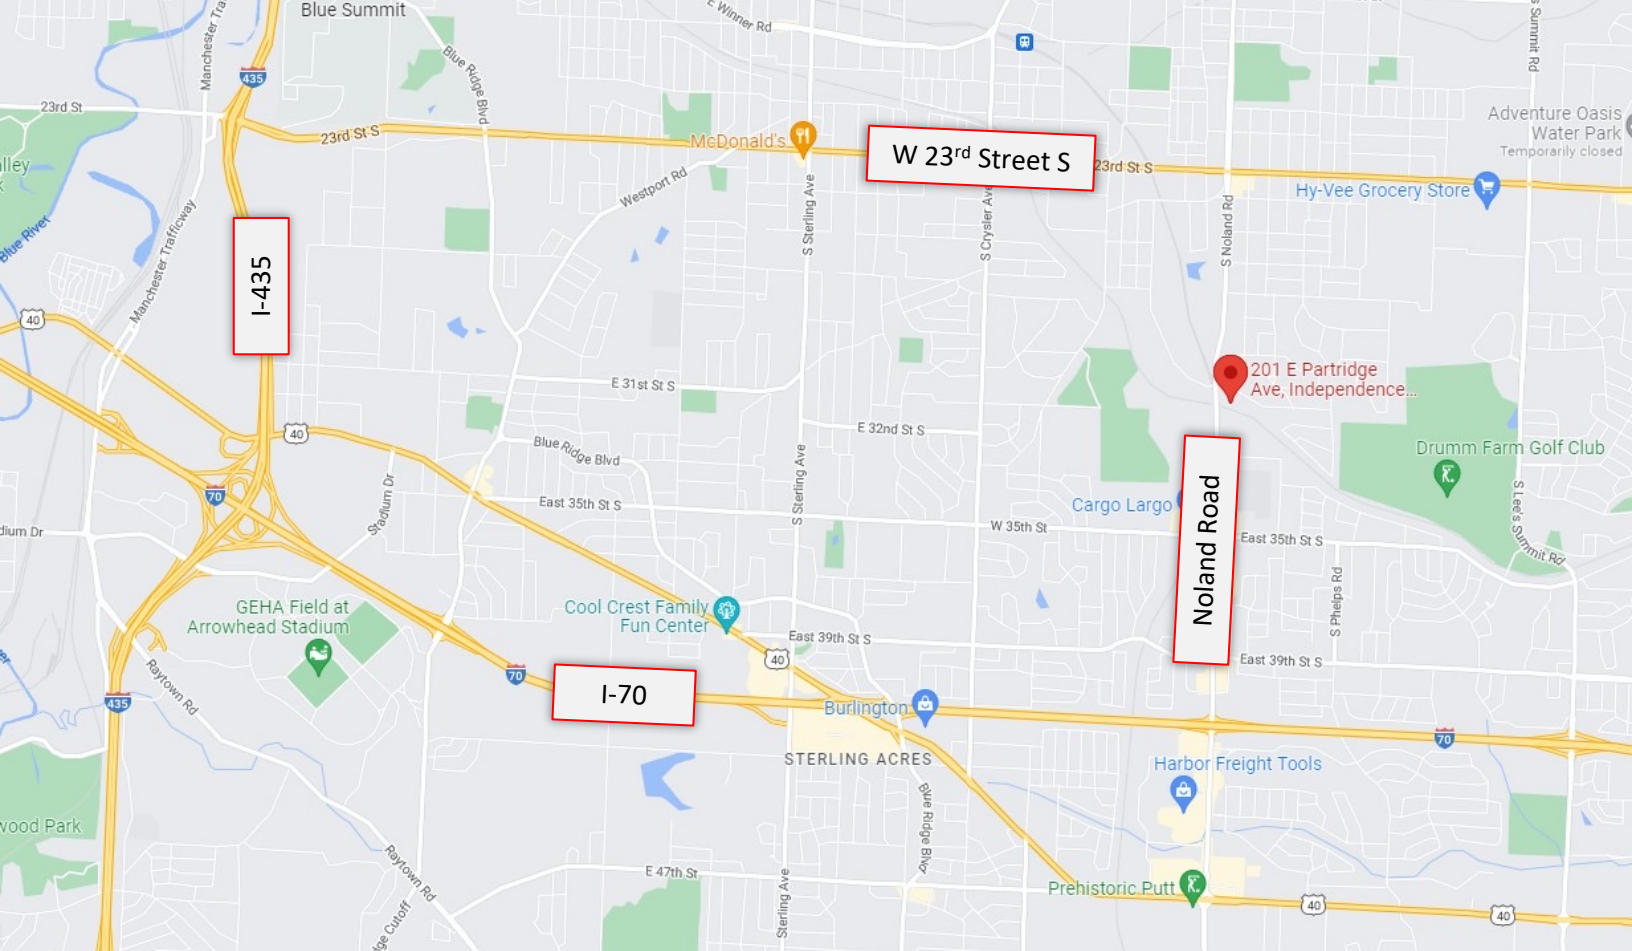 Blue Summit
E Winner Rd
S Summit Rd
Manchester Tra
Blue Ridge Blvd
435
23rd St
23rd St S
McDonald's
W 23rd Street S
23rd St S
Adventure Oasis
Water Park
Temporarily closed
Hy-Vee Grocery Store
alley
k
Blue River
Manchester Trafficway
Westport Rd
S Sterling Ave
S Crysler Ave
S Noland Rd
I-435
40
E 31st St S
201 E Partridge
Ave, Independence...
40
Blue Ridge Blvd
E 32nd St S
Drumm Farm Golf Club
70
Stadium Dr
East 35th St S
S Sterling Ave
W 35th St
Cargo Largo
Noland Road
East 35th St S
S Lee's Summit Rd
dium Dr
S Phelps Rd
GEHA Field at
Arrowhead Stadium
Cool Crest Family
Fun Center
East 39th St S
40
East 39th St S
Raytown Rd
435
70
I-70
Burlington
70
STERLING ACRES
Harbor Freight Tools
Blue Ridge Blvd
wood Park
Raytown Rd
E 47th St
Sterling Ave
Prehistoric Putt
40
40
dge Cutoff